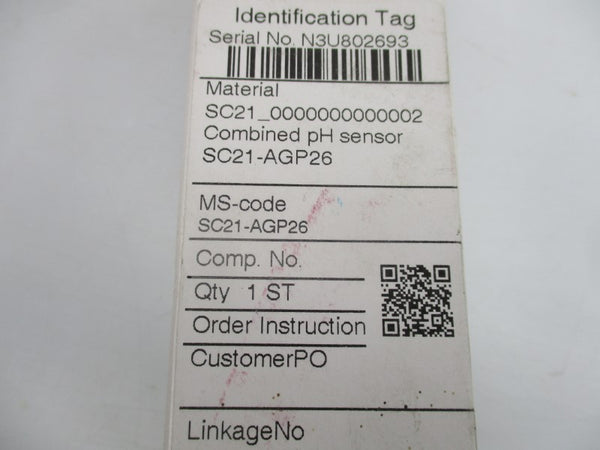 Identification Tag
Serial No. N3U802693
Material
SC21_0000000000002
Combined pH sensor
SC21-AGP26
MS-code
SC21-AGP26
Comp. No.
Qty 1 ST
Order Instruction
CustomerPO
LinkageNo